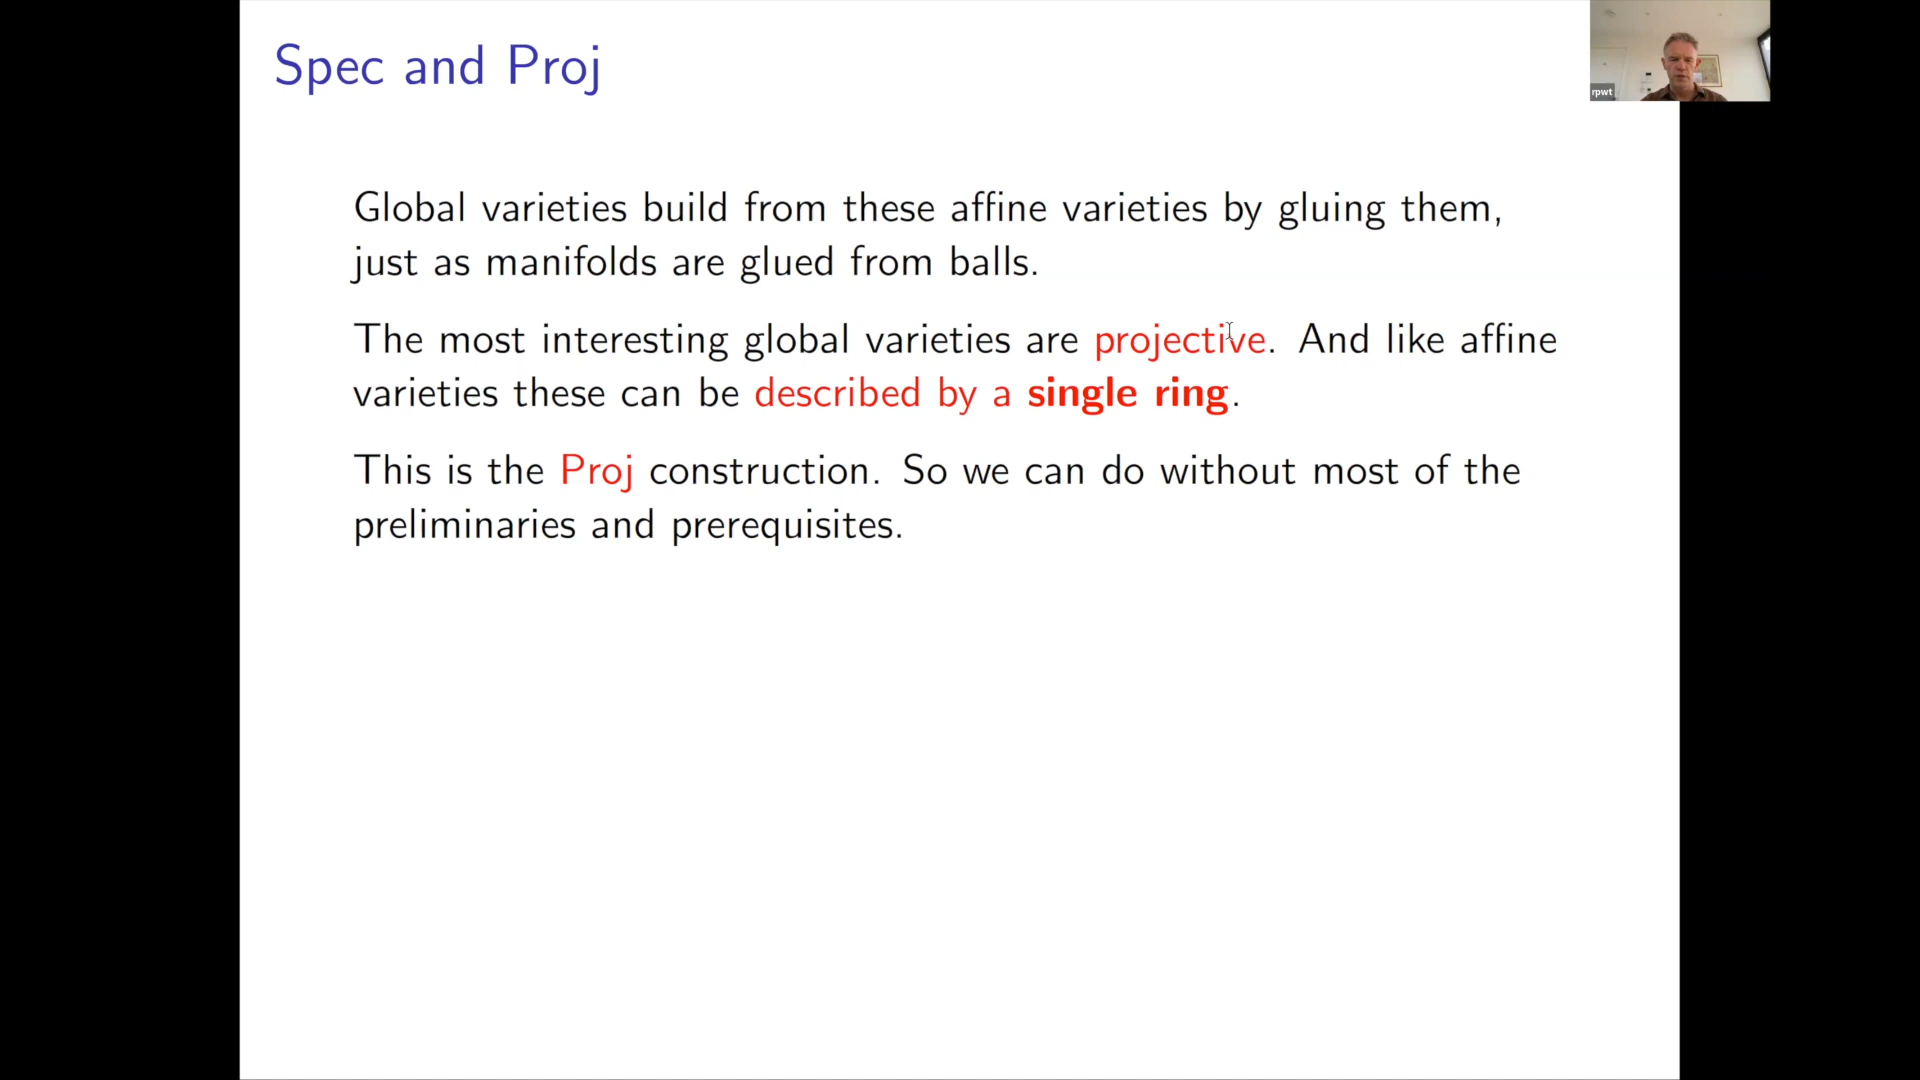 Spec and Proj
rpwt
Global varieties build from these affine varieties by gluing them,
just as manifolds are glued from balls.
The most interesting global varieties are projective. And like affine
varieties these can be described by a single ring.
This is the Proj construction. So we can do without most of the
preliminaries and prerequisites.